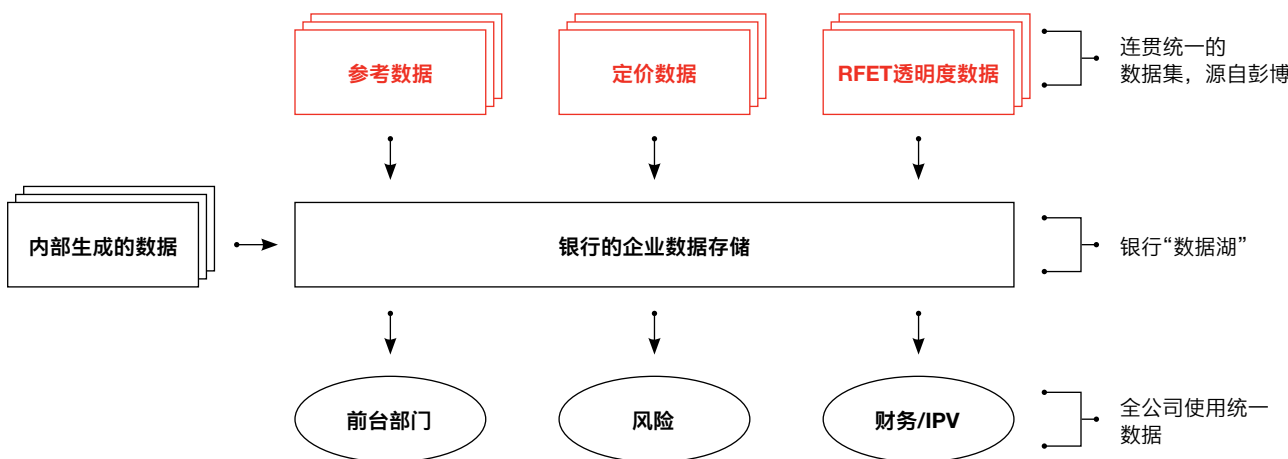 参考数据
定价数据
RFET透明度数据
连贯统一的
数据集，源自彭博
内部生成的数据
银行的企业数据存储
银行“数据湖”
前台部门
风险
财务/IPV
全公司使用统一
数据